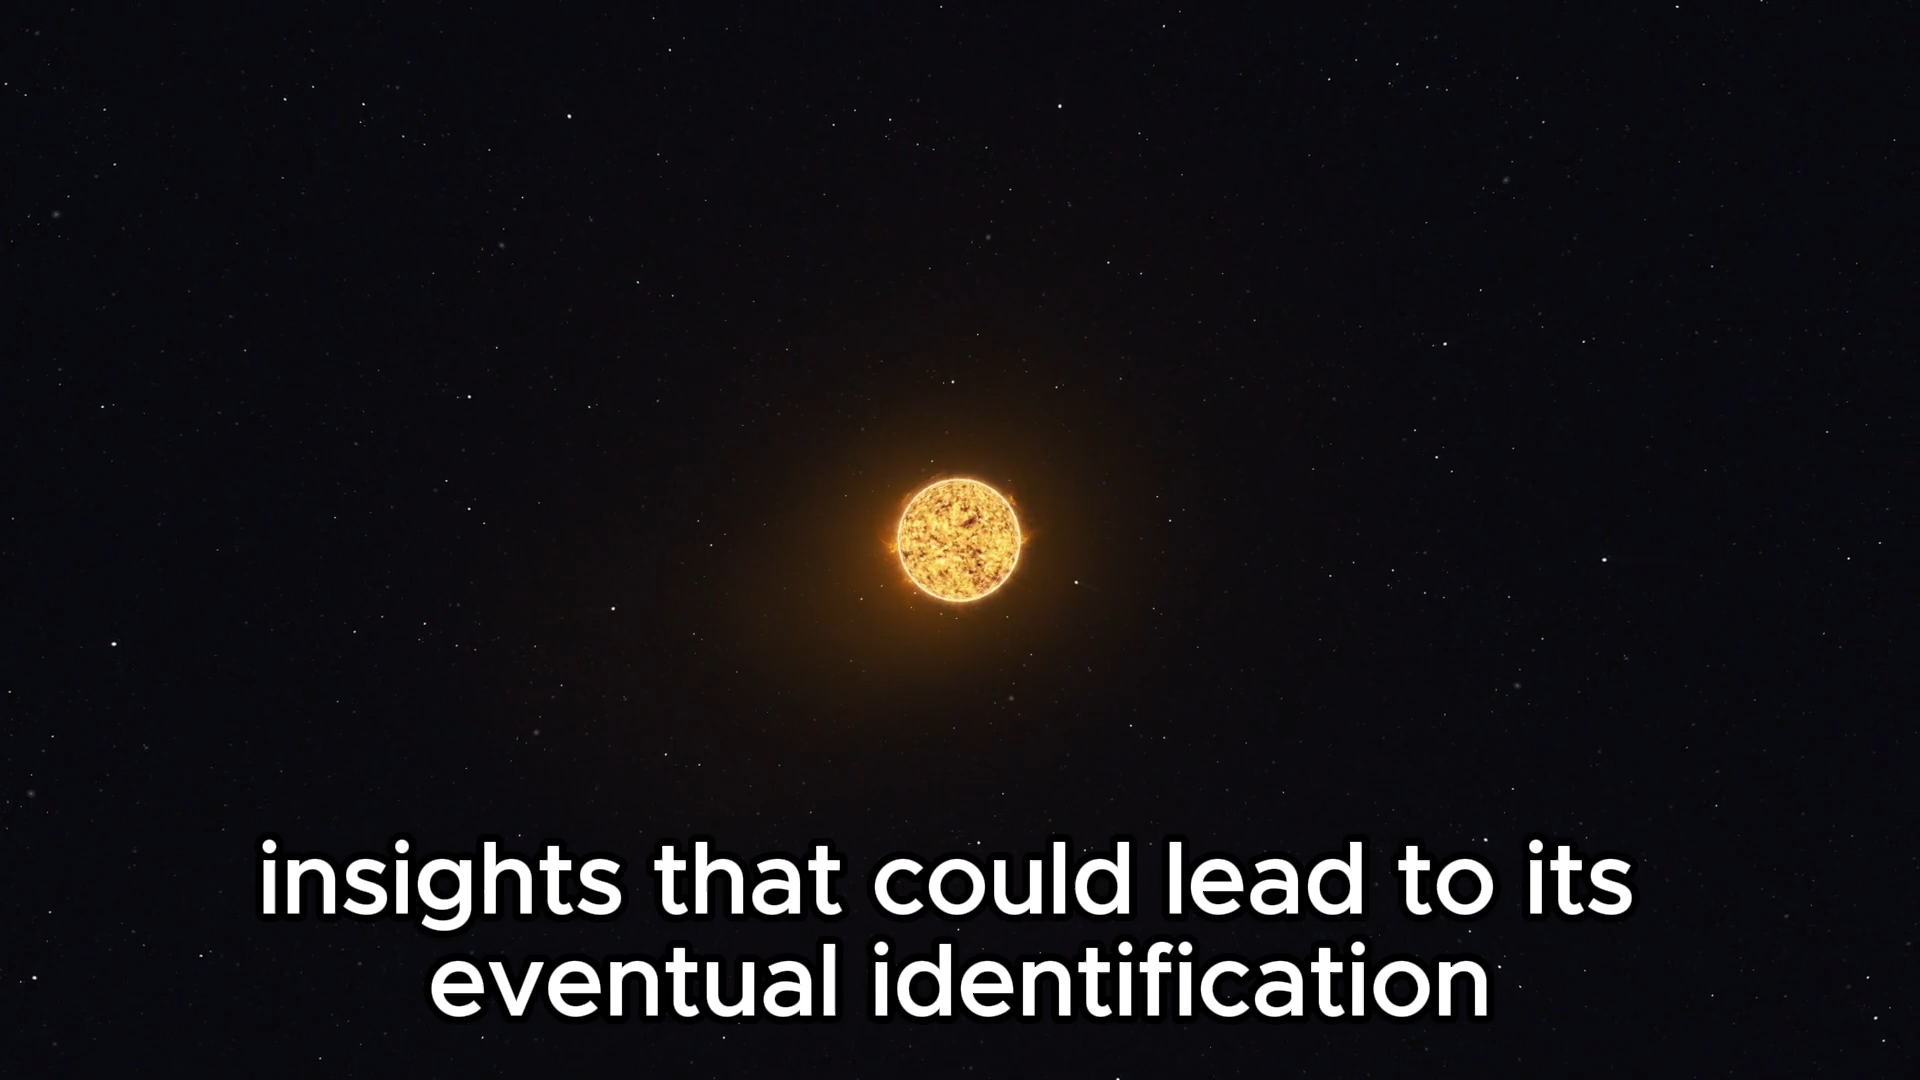 insights that could lead to its
eventual identification